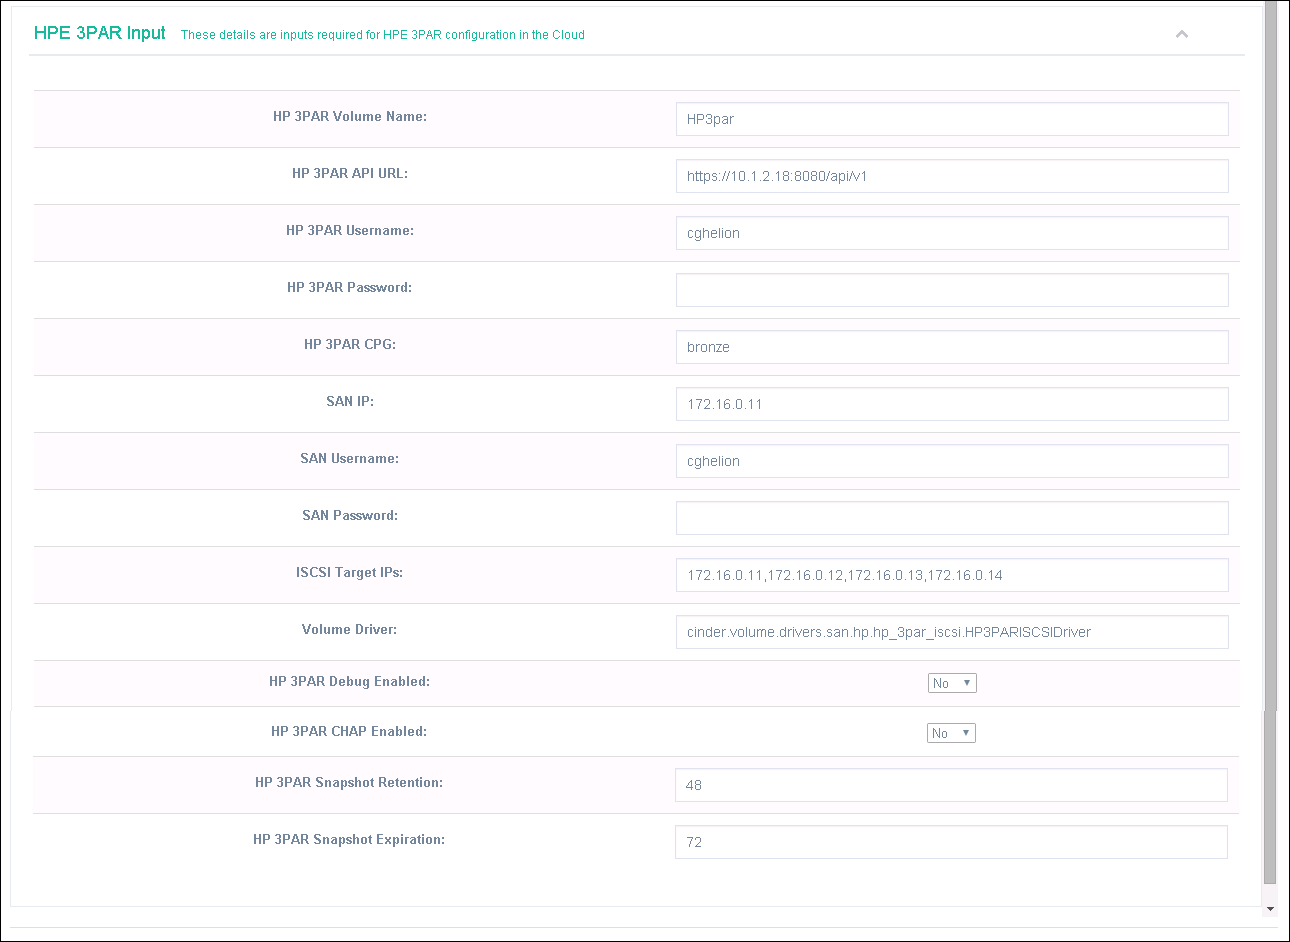 HPE 3PAR Input These details are inputs required for HPE 3PAR configuration in the Cloud
HP 3PAR Volume Name: HP3par
HP 3PAR API URL: https://10.1.2.18:8080/api/v1
HP 3PAR Username: cghelion
HP 3PAR Password:
HP 3PAR CPG: bronze
SAN IP: 172.16.0.11
SAN Username: cghelion
SAN Password:
ISCSI Target IPs: 172.16.0.11,172.16.0.12,172.16.0.13,172.16.0.14
Volume Driver: cinder.volume.drivers.san.hp.hp_3par_iscsi.HP3PARISCSIDriver
HP 3PAR Debug Enabled: No
HP 3PAR CHAP Enabled: No
HP 3PAR Snapshot Retention: 48
HP 3PAR Snapshot Expiration: 72